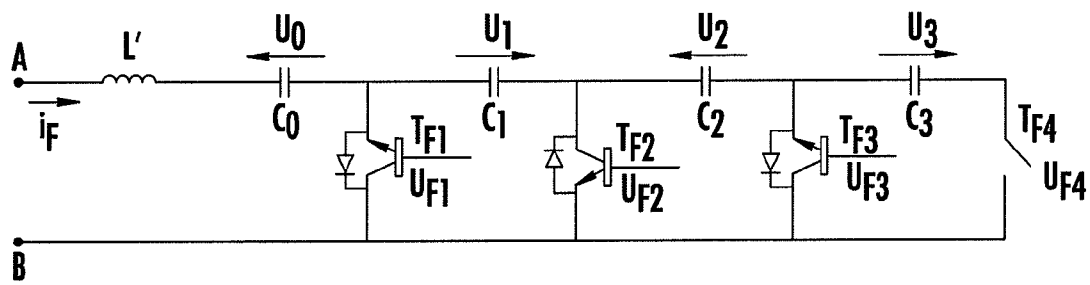 U0 U1 U2 U3
A L′
iF C0 C1 C2 C3
TF1 TF2 TF3 TF4
UF1 UF2 UF3 UF4
B